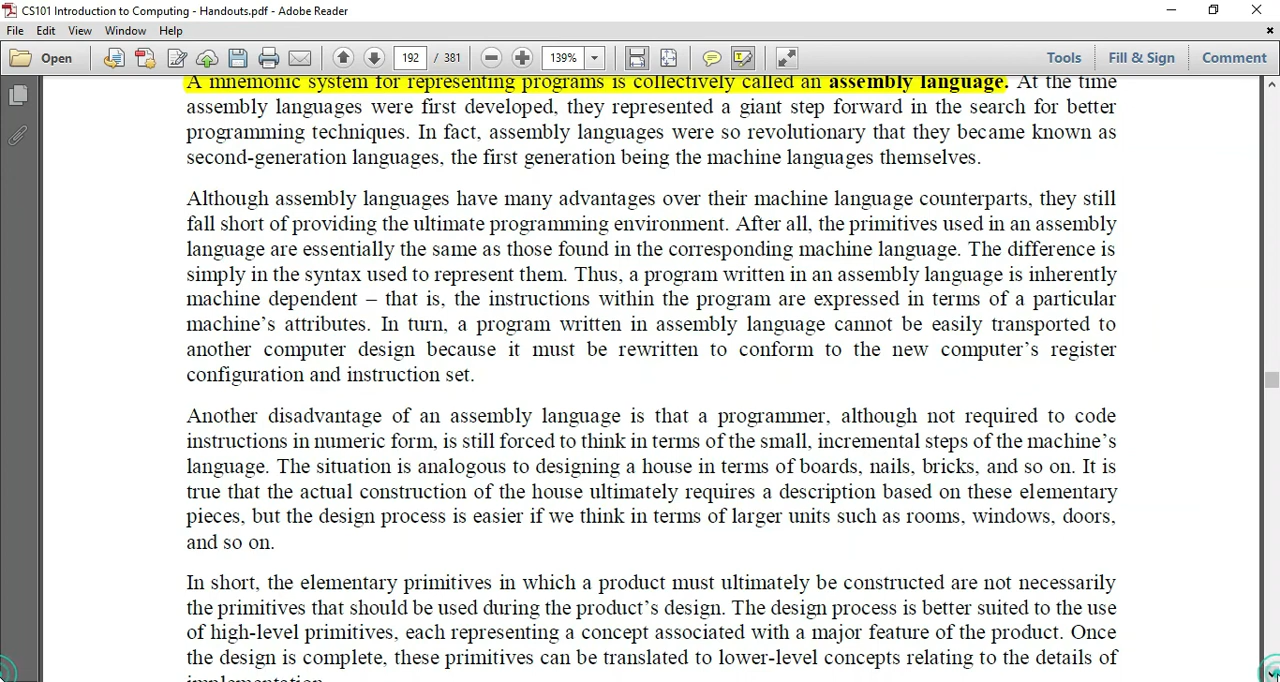 CS101 Introduction to Computing - Handouts.pdf - Adobe Reader
File Edit View Window Help
Open 192 / 381 139% Tools Fill & Sign Comment
A mnemonic system for representing programs is collectively called an assembly language. At the time
assembly languages were first developed, they represented a giant step forward in the search for better
programming techniques. In fact, assembly languages were so revolutionary that they became known as
second-generation languages, the first generation being the machine languages themselves.
Although assembly languages have many advantages over their machine language counterparts, they still
fall short of providing the ultimate programming environment. After all, the primitives used in an assembly
language are essentially the same as those found in the corresponding machine language. The difference is
simply in the syntax used to represent them. Thus, a program written in an assembly language is inherently
machine dependent – that is, the instructions within the program are expressed in terms of a particular
machine’s attributes. In turn, a program written in assembly language cannot be easily transported to
another computer design because it must be rewritten to conform to the new computer’s register
configuration and instruction set.
Another disadvantage of an assembly language is that a programmer, although not required to code
instructions in numeric form, is still forced to think in terms of the small, incremental steps of the machine’s
language. The situation is analogous to designing a house in terms of boards, nails, bricks, and so on. It is
true that the actual construction of the house ultimately requires a description based on these elementary
pieces, but the design process is easier if we think in terms of larger units such as rooms, windows, doors,
and so on.
In short, the elementary primitives in which a product must ultimately be constructed are not necessarily
the primitives that should be used during the product’s design. The design process is better suited to the use
of high-level primitives, each representing a concept associated with a major feature of the product. Once
the design is complete, these primitives can be translated to lower-level concepts relating to the details of
implementation.